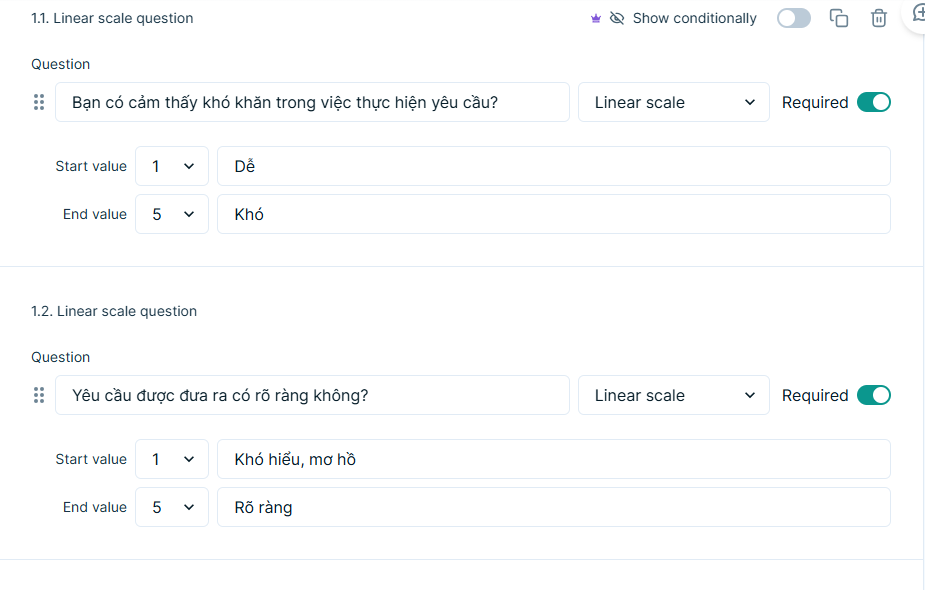 1.1. Linear scale question Show conditionally
Question
Bạn có cảm thấy khó khăn trong việc thực hiện yêu cầu? Linear scale Required
Start value 1 Dễ
End value 5 Khó
1.2. Linear scale question
Question
Yêu cầu được đưa ra có rõ ràng không? Linear scale Required
Start value 1 Khó hiểu, mơ hồ
End value 5 Rõ ràng